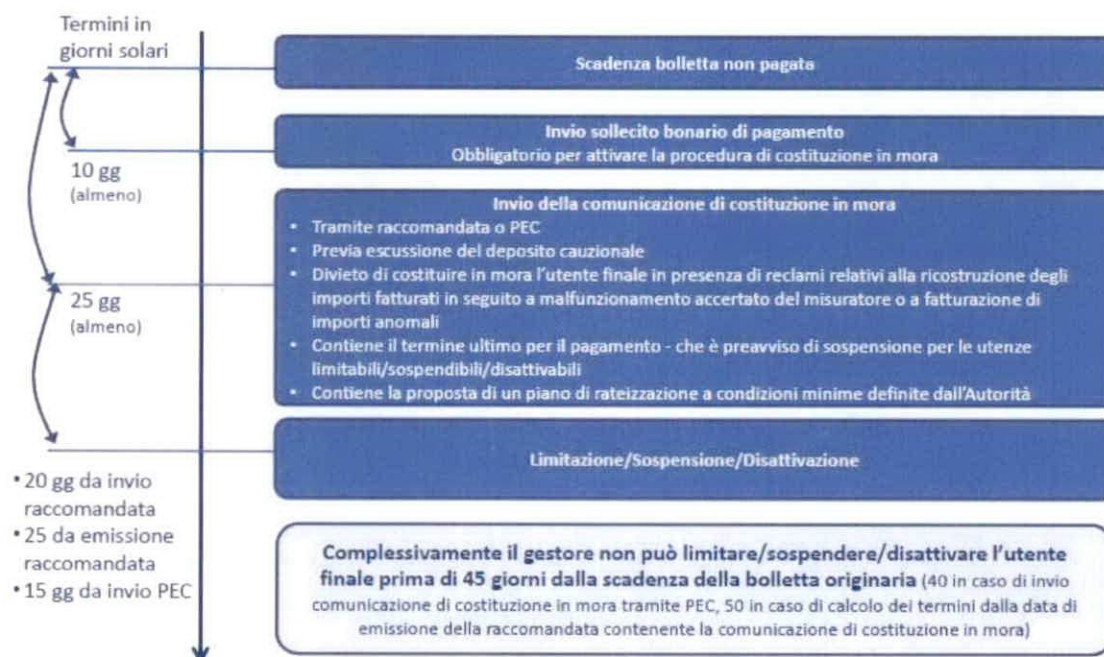 Termini in
giorni solari
Scadenza bolletta non pagata
Invio sollecito bonario di pagamento
Obbligatorio per attivare la procedura di costituzione in mora
10 gg
(almeno)
Invio della comunicazione di costituzione in mora
• Tramite raccomandata o PEC
• Previa escussione del deposito cauzionale
• Divieto di costituire in mora l'utente finale in presenza di reclami relativi alla ricostruzione degli
importi fatturati in seguito a malfunzionamento accertato del misuratore o a fatturazione di
importi anomali
• Contiene il termine ultimo per il pagamento - che è preavviso di sospensione per le utenze
limitabili/sospendibili/disattivabili
• Contiene la proposta di un piano di rateizzazione a condizioni minime definite dall'Autorità
25 gg
(almeno)
Limitazione/Sospensione/Disattivazione
• 20 gg da invio
raccomandata
• 25 da emissione
raccomandata
• 15 gg da invio PEC
Complessivamente il gestore non può limitare/sospendere/disattivare l'utente
finale prima di 45 giorni dalla scadenza della bolletta originaria (40 in caso di invio
comunicazione di costituzione in mora tramite PEC, 50 in caso di calcolo dei termini dalla data di
emissione della raccomandata contenente la comunicazione di costituzione in mora)